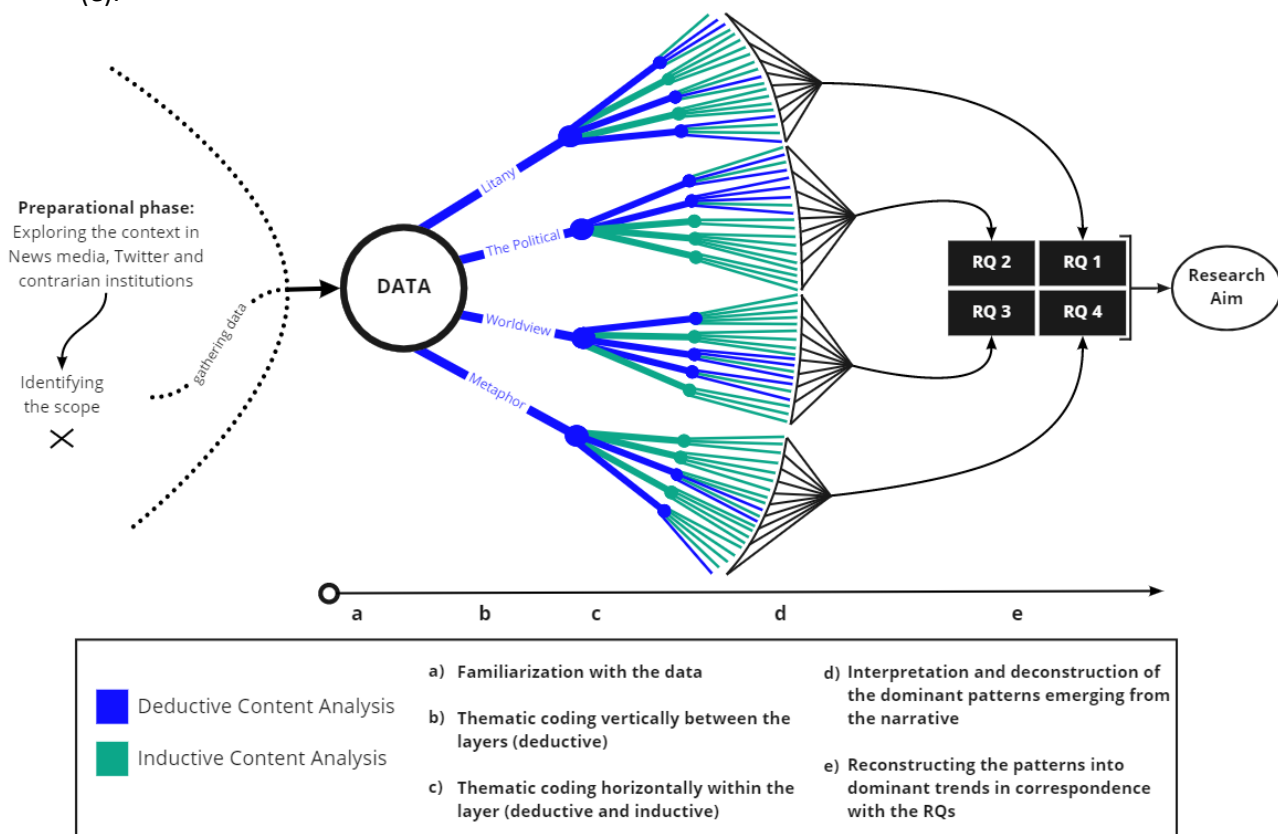 (e).
Litany
The Political
Worldview
Metaphor
Preparational phase:
Exploring the context in
News media, Twitter and
contrarian institutions
gathering data
Identifying
the scope
DATA
RQ 2
RQ 1
RQ 3
RQ 4
Research
Aim
a
b
c
d
e
Deductive Content Analysis
Inductive Content Analysis
a) Familiarization with the data
b) Thematic coding vertically between the
layers (deductive)
c) Thematic coding horizontally within the
layer (deductive and inductive)
d) Interpretation and deconstruction of
the dominant patterns emerging from
the narrative
e) Reconstructing the patterns into
dominant trends in correspondence
with the RQs